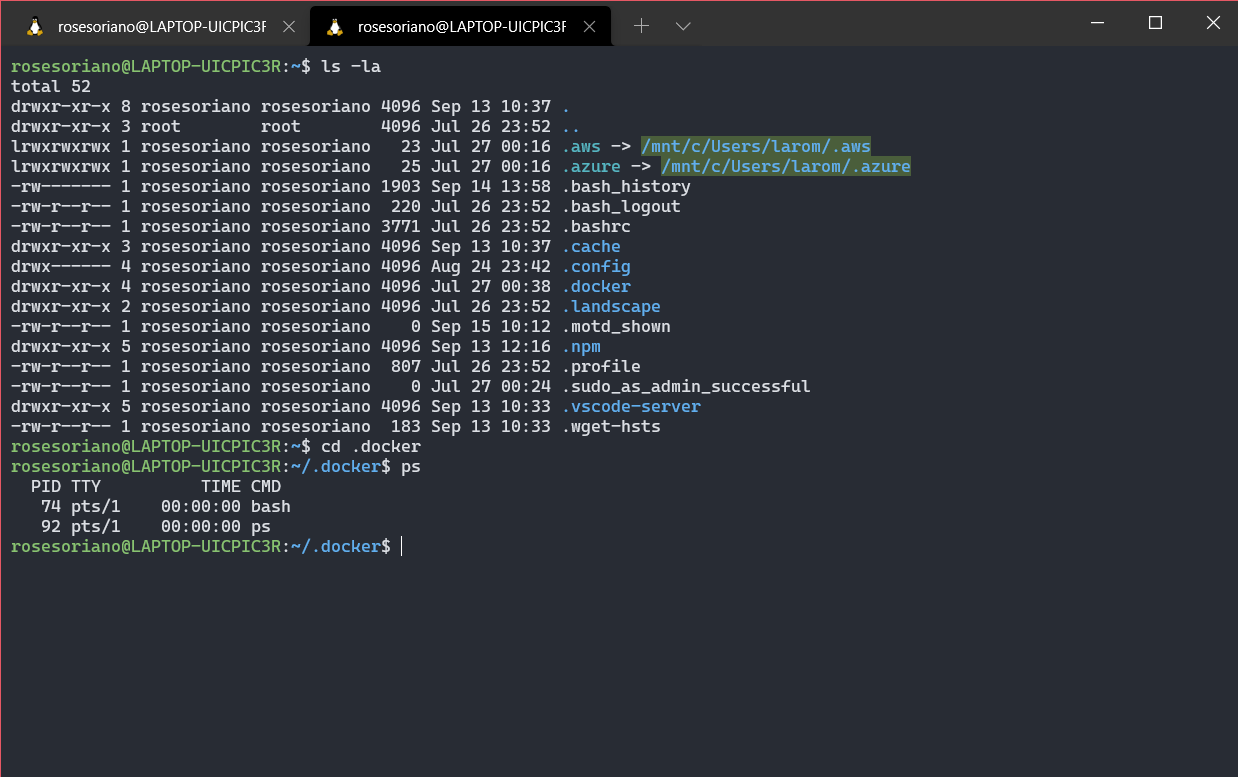 rosesoriano@LAPTOP-UICPIC3R rosesoriano@LAPTOP-UICPIC3R
rosesoriano@LAPTOP-UICPIC3R:~$ ls -la
total 52
drwxr-xr-x 8 rosesoriano rosesoriano 4096 Sep 13 10:37 .
drwxr-xr-x 3 root        root        4096 Jul 26 23:52 ..
lrwxrwxrwx 1 rosesoriano rosesoriano   23 Jul 27 00:16 .aws -> /mnt/c/Users/larom/.aws
lrwxrwxrwx 1 rosesoriano rosesoriano   25 Jul 27 00:16 .azure -> /mnt/c/Users/larom/.azure
-rw------- 1 rosesoriano rosesoriano 1903 Sep 14 13:58 .bash_history
-rw-r--r-- 1 rosesoriano rosesoriano  220 Jul 26 23:52 .bash_logout
-rw-r--r-- 1 rosesoriano rosesoriano 3771 Jul 26 23:52 .bashrc
drwxr-xr-x 3 rosesoriano rosesoriano 4096 Sep 13 10:37 .cache
drwx------ 4 rosesoriano rosesoriano 4096 Aug 24 23:42 .config
drwxr-xr-x 4 rosesoriano rosesoriano 4096 Jul 27 00:38 .docker
drwxr-xr-x 2 rosesoriano rosesoriano 4096 Jul 26 23:52 .landscape
-rw-r--r-- 1 rosesoriano rosesoriano    0 Sep 15 10:12 .motd_shown
drwxr-xr-x 5 rosesoriano rosesoriano 4096 Sep 13 12:16 .npm
-rw-r--r-- 1 rosesoriano rosesoriano  807 Jul 26 23:52 .profile
-rw-r--r-- 1 rosesoriano rosesoriano    0 Jul 27 00:24 .sudo_as_admin_successful
drwxr-xr-x 5 rosesoriano rosesoriano 4096 Sep 13 10:33 .vscode-server
-rw-r--r-- 1 rosesoriano rosesoriano  183 Sep 13 10:33 .wget-hsts
rosesoriano@LAPTOP-UICPIC3R:~$ cd .docker
rosesoriano@LAPTOP-UICPIC3R:~/.docker$ ps
  PID TTY          TIME CMD
   74 pts/1    00:00:00 bash
   92 pts/1    00:00:00 ps
rosesoriano@LAPTOP-UICPIC3R:~/.docker$